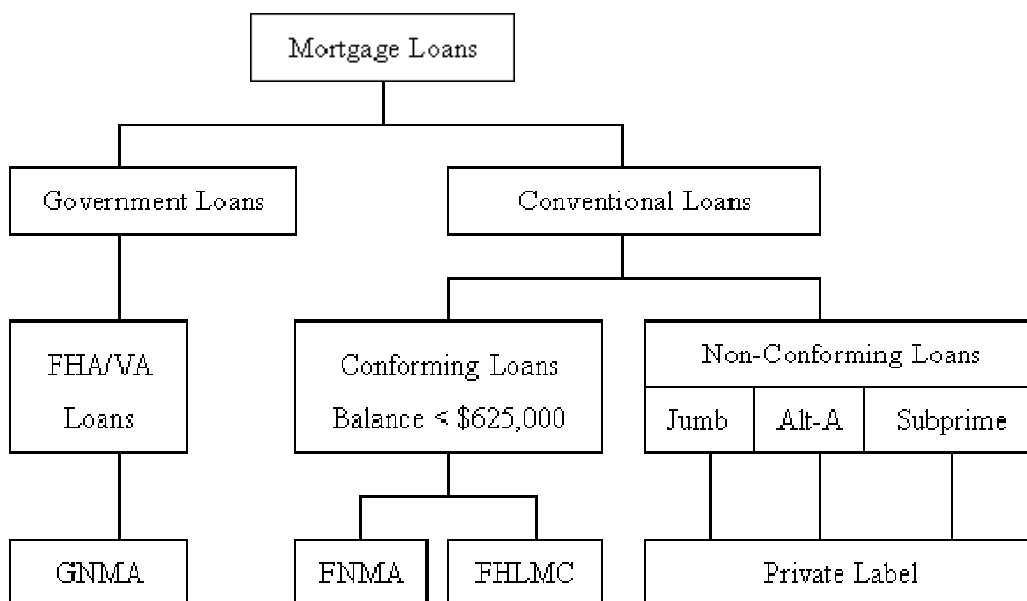 Mortgage Loans
Government Loans
Conventional Loans
FHA/VA
Loans
Conforming Loans
Balance < $625,000
Non-Conforming Loans
Jumb
Alt-A
Subprime
GNMA
FNMA
FHLMC
Private Label